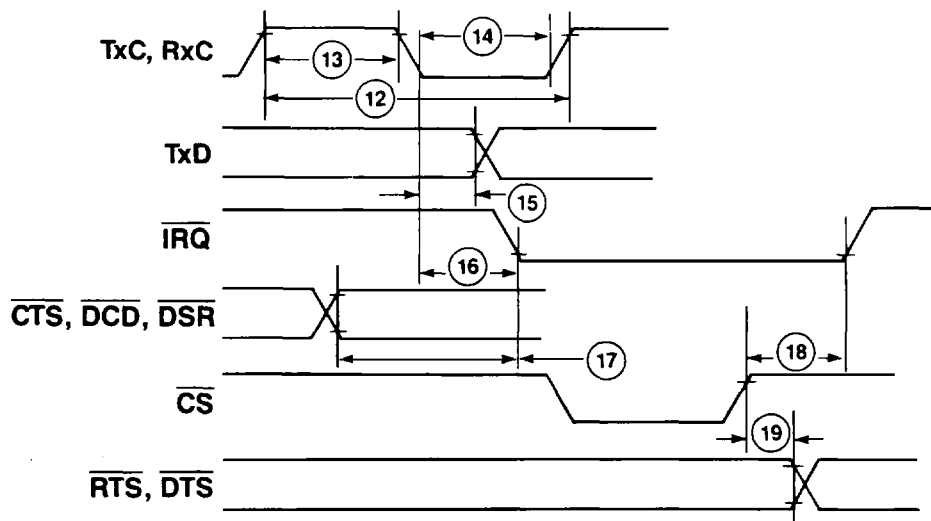 TxC, RxC
14
13
12
TxD
15
IRQ
16
CTS, DCD, DSR
17
18
CS
19
RTS, DTS